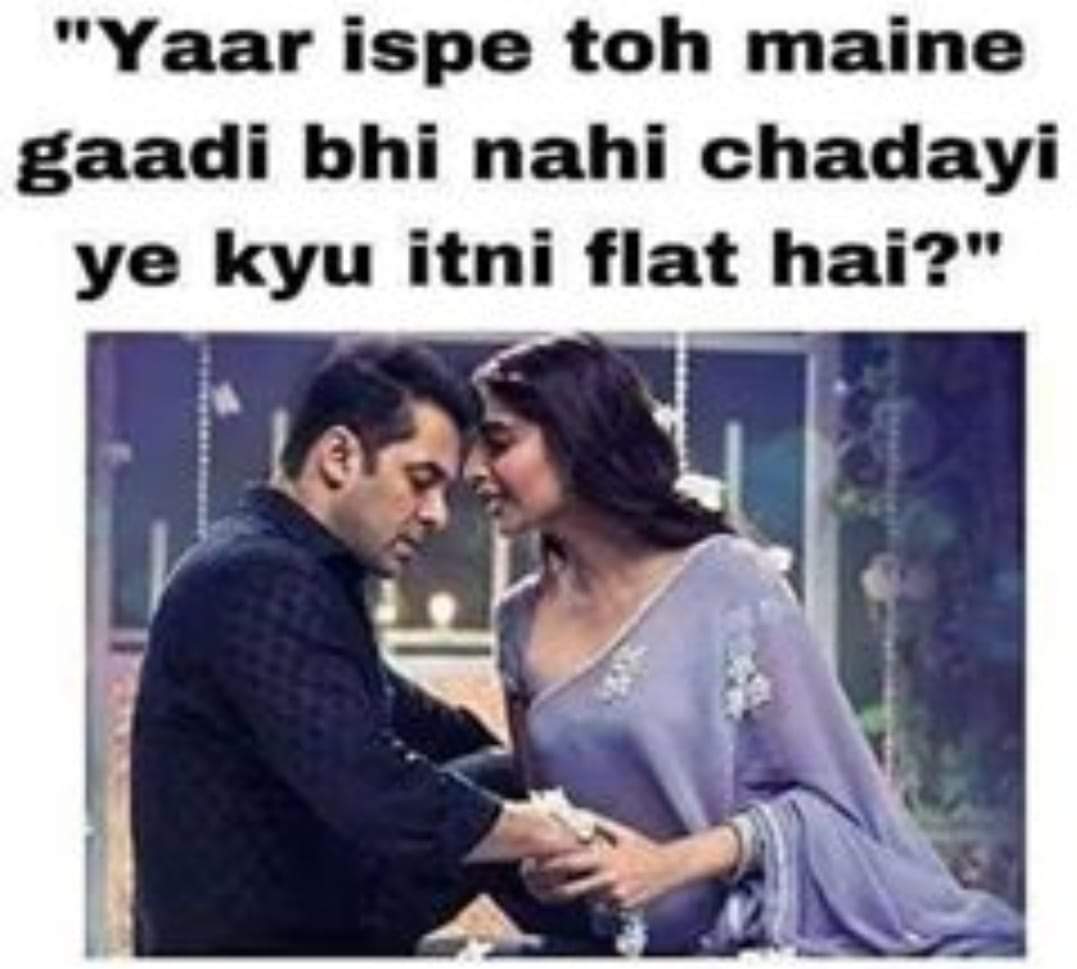 "Yaar ispe toh maine
gaadi bhi nahi chadayi
ye kyu itni flat hai?"